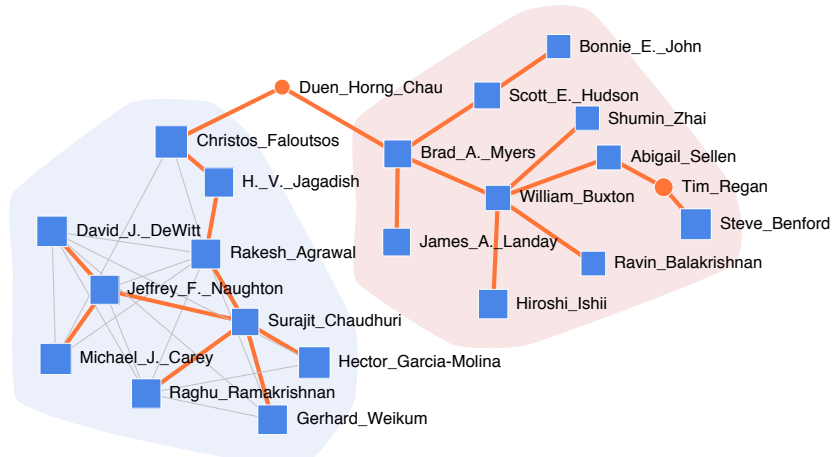 Bonnie_E._John
Duen_Horng_Chau
Scott_E._Hudson
Shumin_Zhai
Christos_Faloutsos
Brad_A._Myers
Abigail_Sellen
H._V._Jagadish
Tim_Regan
William_Buxton
Steve_Benford
David_J._DeWitt
James_A._Landay
Rakesh_Agrawal
Ravin_Balakrishnan
Jeffrey_F._Naughton
Hiroshi_Ishii
Surajit_Chaudhuri
Michael_J._Carey
Hector_Garcia-Molina
Raghu_Ramakrishnan
Gerhard_Weikum